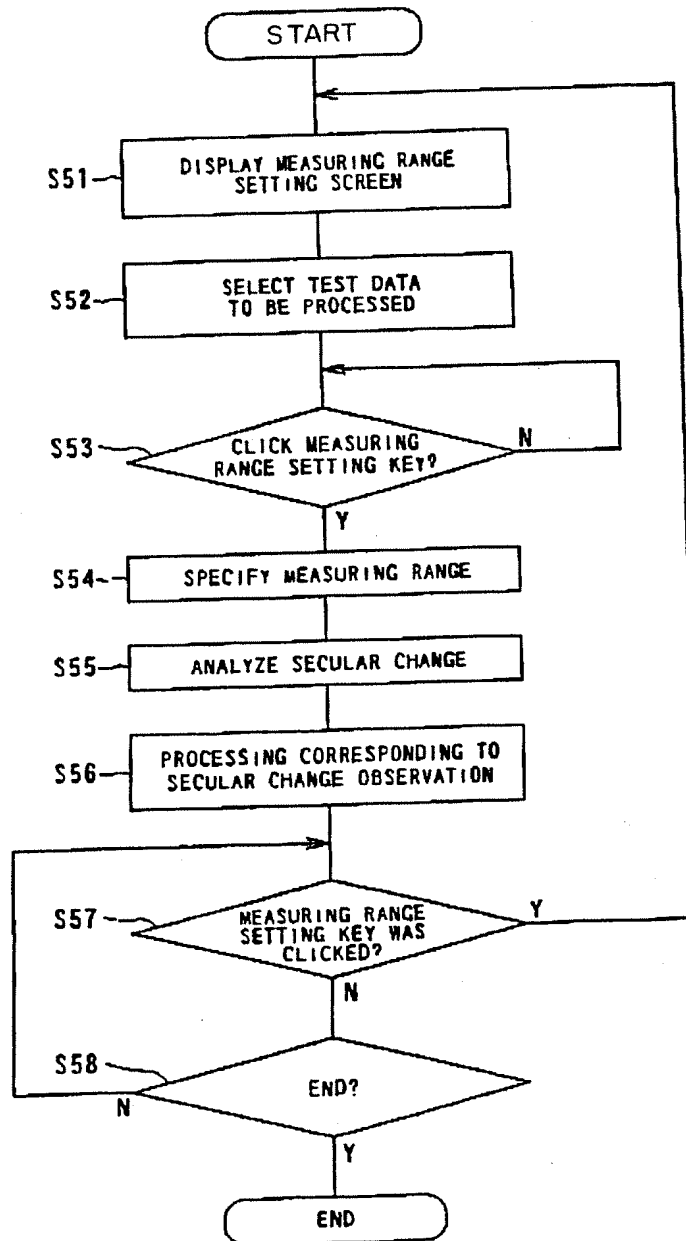 START
S51
DISPLAY MEASURING RANGE
SETTING SCREEN
S52
SELECT TEST DATA
TO BE PROCESSED
S53
CLICK MEASURING
RANGE SETTING KEY?
N
Y
S54
SPECIFY MEASURING RANGE
S55
ANALYZE SECULAR CHANGE
S56
PROCESSING CORRESPONDING TO
SECULAR CHANGE OBSERVATION
S57
MEASURING RANGE
SETTING KEY WAS
CLICKED?
Y
N
S58
END?
N
Y
END